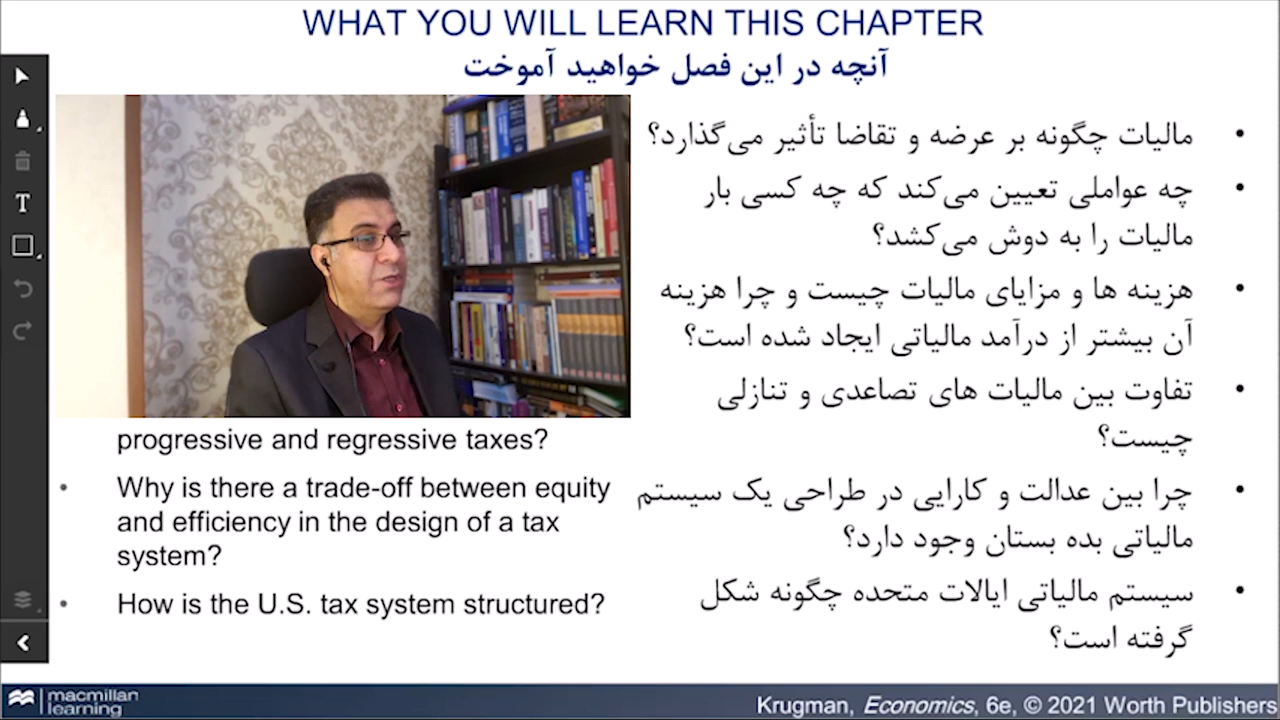 WHAT YOU WILL LEARN THIS CHAPTER
آنچه در این فصل خواهید آموخت
• مالیات چگونه بر عرضه و تقاضا تأثیر می‌گذارد؟
• چه عواملی تعیین می‌کند که چه کسی بار
مالیات را به دوش می‌کشد؟
• هزینه ها و مزایای مالیات چیست و چرا هزینه
آن بیشتر از درآمد مالیاتی ایجاد شده است؟
• تفاوت بین مالیات های تصاعدی و تنازلی
چیست؟
• چرا بین عدالت و کارایی در طراحی یک سیستم
مالیاتی بده بستان وجود دارد؟
• سیستم مالیاتی ایالات متحده چگونه شکل
گرفته است؟
progressive and regressive taxes?
• Why is there a trade-off between equity
and efficiency in the design of a tax
system?
• How is the U.S. tax system structured?
macmillan
learning
Krugman, Economics, 6e, © 2021 Worth Publishers